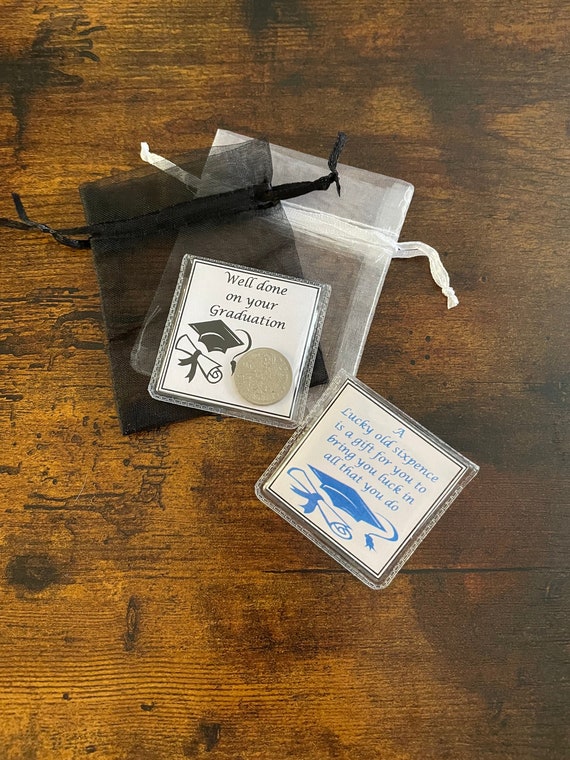 Well done
on your
Graduation
A
Lucky old sixpence
is a gift for you to
bring you luck in
all that you do